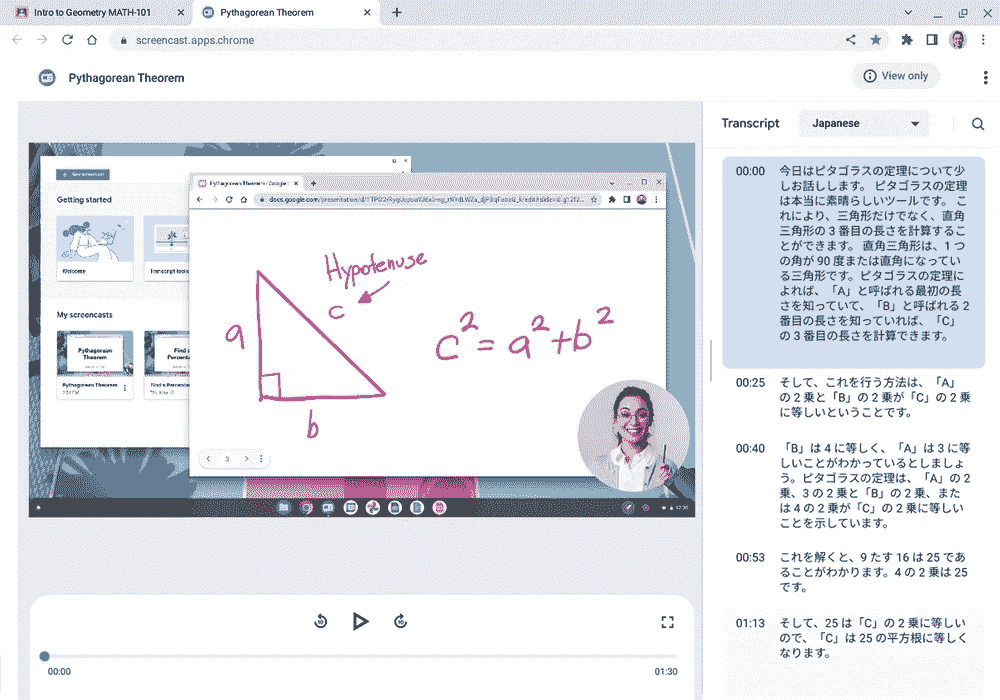 Intro to Geometry MATH-101
Pythagorean Theorem
screencast.apps.chrome
Pythagorean Theorem
View only
New screencast
Getting started
Welcome
Transcript tools
My screencasts
Pythagorean
Theorem
Pythagorean Theorem
Find a
Percenta
Find a Percenta
Pythagorean Theorem - Google
Hypotenuse
c
a
b
c² = a² + b²
3
Transcript
Japanese
00:00
今日はピタゴラスの定理について少
しお話しします。 ピタゴラスの定理
は本当に素晴らしいツールです。 こ
れにより、三角形だけでなく、直角
三角形の 3 番目の長さを計算するこ
とができます。 直角三角形は、1 つ
の角が 90 度または直角になってい
る三角形です。ピタゴラスの定理に
よれば、「A」と呼ばれる最初の長
さを知っていて、「B」と呼ばれる 2
番目の長さを知っていれば、「C」
の 3 番目の長さを計算できます。
00:25
そして、これを行う方法は、「A」
の 2 乗と「B」の 2 乗が「C」の 2 乗
に等しいということです。
00:40
「B」は 4 に等しく、「A」は 3 に等
しいことがわかっているとしましょ
う。ピタゴラスの定理は、「A」の 2
乗、3 の 2 乗と「B」の 2 乗、また
は 4 の 2 乗が「C」の 2 乗に等しい
ことを示しています。
00:53
これを解くと、9 たす 16 は 25 であ
ることがわかります。4 の 2 乗は 25
です。
01:13
そして、25 は「C」の 2 乗に等しい
ので、「C」は 25 の平方根に等しく
なります。
10
10
00:00
01:30